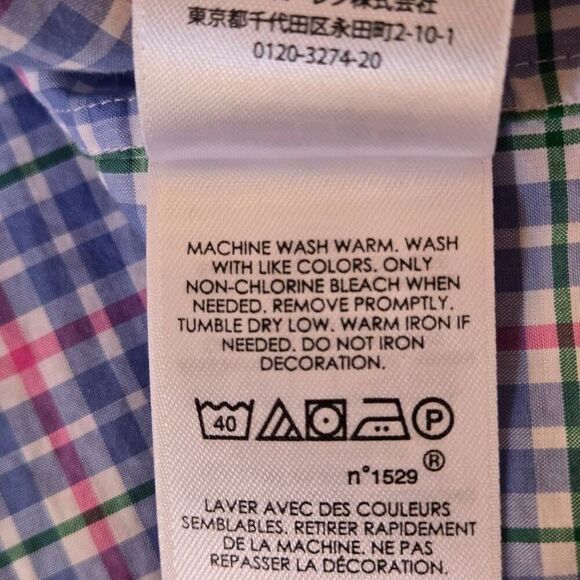 株式会社
東京都千代田区永田町2-10-1
0120-3274-20
MACHINE WASH WARM. WASH
WITH LIKE COLORS. ONLY
NON-CHLORINE BLEACH WHEN
NEEDED. REMOVE PROMPTLY.
TUMBLE DRY LOW. WARM IRON IF
NEEDED. DO NOT IRON
DECORATION.
40 P
n°1529 ®
LAVER AVEC DES COULEURS
SEMBLABLES. RETIRER RAPIDEMENT
DE LA MACHINE. NE PAS
REPASSER LA DÉCORATION.